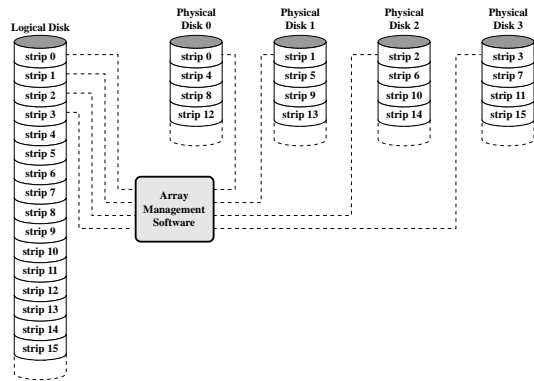 Logical Disk
strip 0
strip 1
strip 2
strip 3
strip 4
strip 5
strip 6
strip 7
strip 8
strip 9
strip 10
strip 11
strip 12
strip 13
strip 14
strip 15
Physical
Disk 0
strip 0
strip 4
strip 8
strip 12
Physical
Disk 1
strip 1
strip 5
strip 9
strip 13
Physical
Disk 2
strip 2
strip 6
strip 10
strip 14
Physical
Disk 3
strip 3
strip 7
strip 11
strip 15
Array
Management
Software